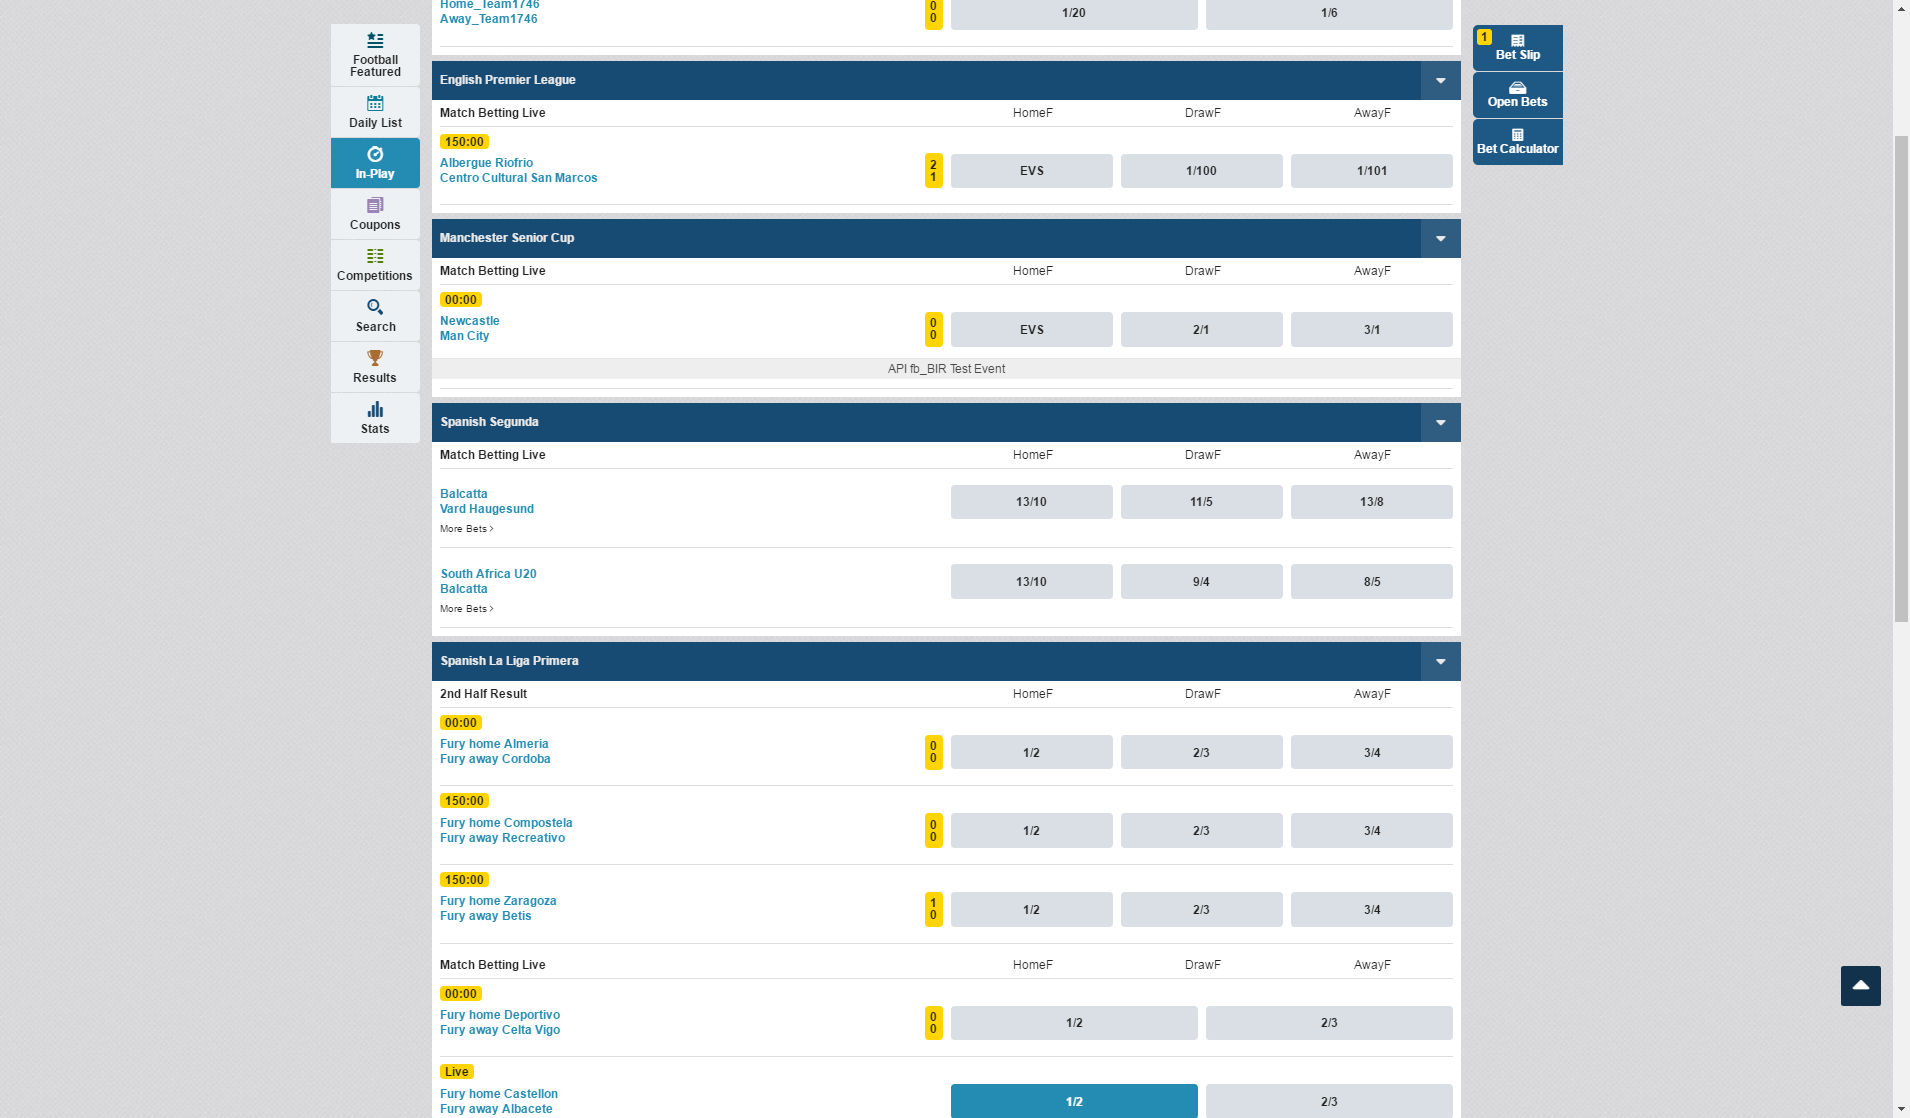 Home_Team1746
Away_Team1746
0
0
1/20
1/6
Football
Featured
Daily List
In-Play
Coupons
Competitions
Search
Results
Stats
1
Bet Slip
Open Bets
Bet Calculator
English Premier League
Match Betting Live HomeF DrawF AwayF
150:00
Albergue Riofrio
Centro Cultural San Marcos
2
1
EVS 1/100 1/101
Manchester Senior Cup
Match Betting Live HomeF DrawF AwayF
00:00
Newcastle
Man City
0
0
EVS 2/1 3/1
API fb_BIR Test Event
Spanish Segunda
Match Betting Live HomeF DrawF AwayF
Balcatta
Vard Haugesund
13/10 11/5 13/8
More Bets >
South Africa U20
Balcatta
13/10 9/4 8/5
More Bets >
Spanish La Liga Primera
2nd Half Result HomeF DrawF AwayF
00:00
Fury home Almeria
Fury away Cordoba
0
0
1/2 2/3 3/4
150:00
Fury home Compostela
Fury away Recreativo
0
0
1/2 2/3 3/4
150:00
Fury home Zaragoza
Fury away Betis
1
0
1/2 2/3 3/4
Match Betting Live HomeF DrawF AwayF
00:00
Fury home Deportivo
Fury away Celta Vigo
0
0
1/2 2/3
Live
Fury home Castellon
Fury away Albacete
1/2 2/3